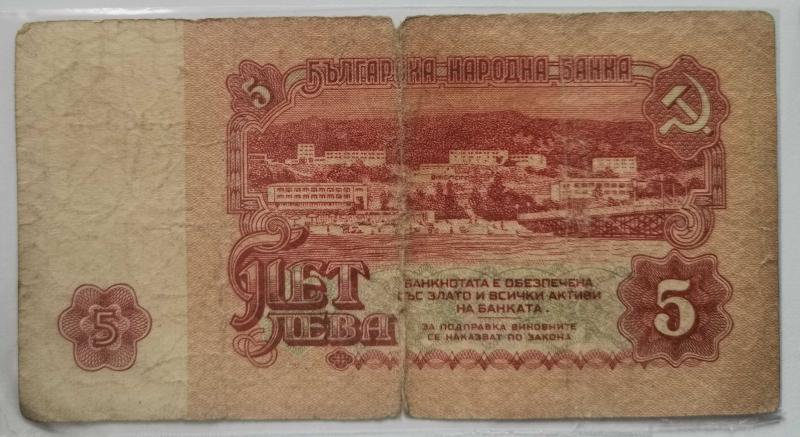 5
БЪЛГАРСКА НАРОДНА БАНКА
ПЕТ
ЛЕВА
БАНКНОТАТА Е ОБЕЗПЕЧЕНА
СЪС ЗЛАТО И ВСИЧКИ АКТИВИ
НА БАНКАТА.
ЗА ПОДПРАВКА ВИНОВНИТЕ
СЕ НАКАЗВАТ ПО ЗАКОНА
5
5